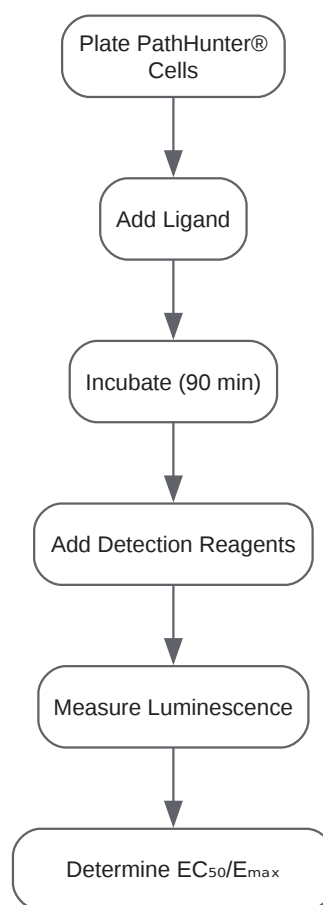 Plate PathHunter®
Cells
Add Ligand
Incubate (90 min)
Add Detection Reagents
Measure Luminescence
Determine EC₅₀/Eₘₐₓ